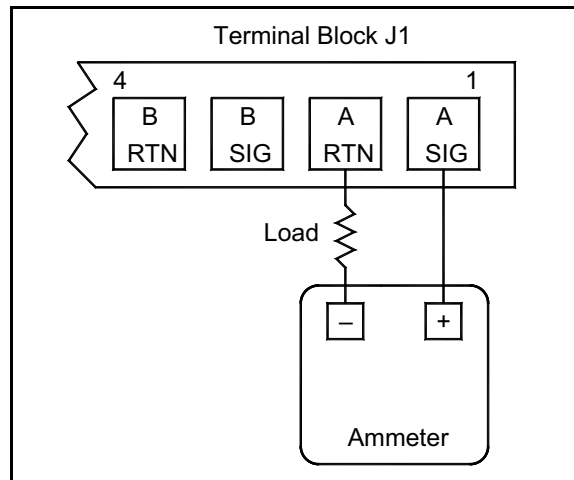 Terminal Block J1
4 1
B B A A
RTN SIG RTN SIG
Load
– +
Ammeter